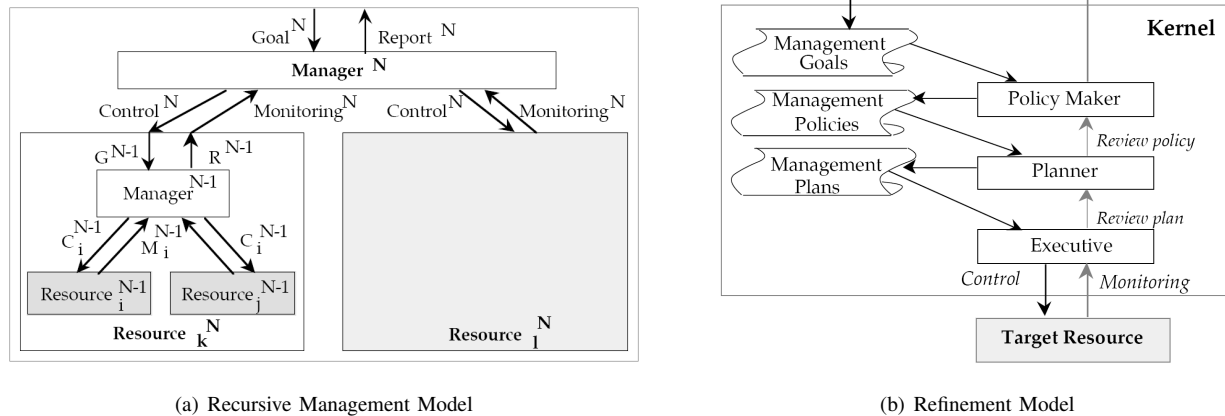 Goal N
Report N
Manager N
Control N
Monitoring N
Control N
Monitoring N
G N-1
R N-1
Manager N-1
C i N-1
M i N-1
C i N-1
Resource i N-1
Resource j N-1
Resource k N
Resource l N
(a) Recursive Management Model
Kernel
Management
Goals
Policy Maker
Management
Policies
Review policy
Planner
Management
Plans
Review plan
Executive
Control
Monitoring
Target Resource
(b) Refinement Model